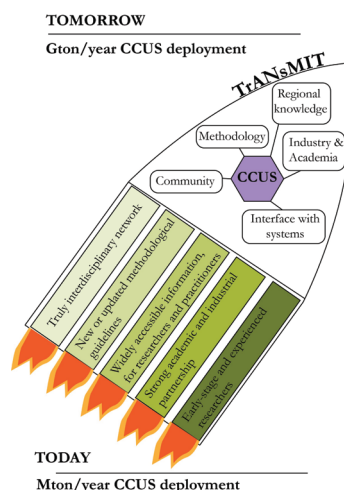 TOMORROW
Gton/year CCUS deployment
TrANsMIT
Regional
knowledge
Methodology
Industry &
Academia
CCUS
Community
Interface with
systems
Truly interdisciplinary network
New or updated methodological
guidelines
Widely accessible information,
for researchers and practitioners
Strong academic and industrial
partnership
Early-stage and experienced
researchers
TODAY
Mton/year CCUS deployment